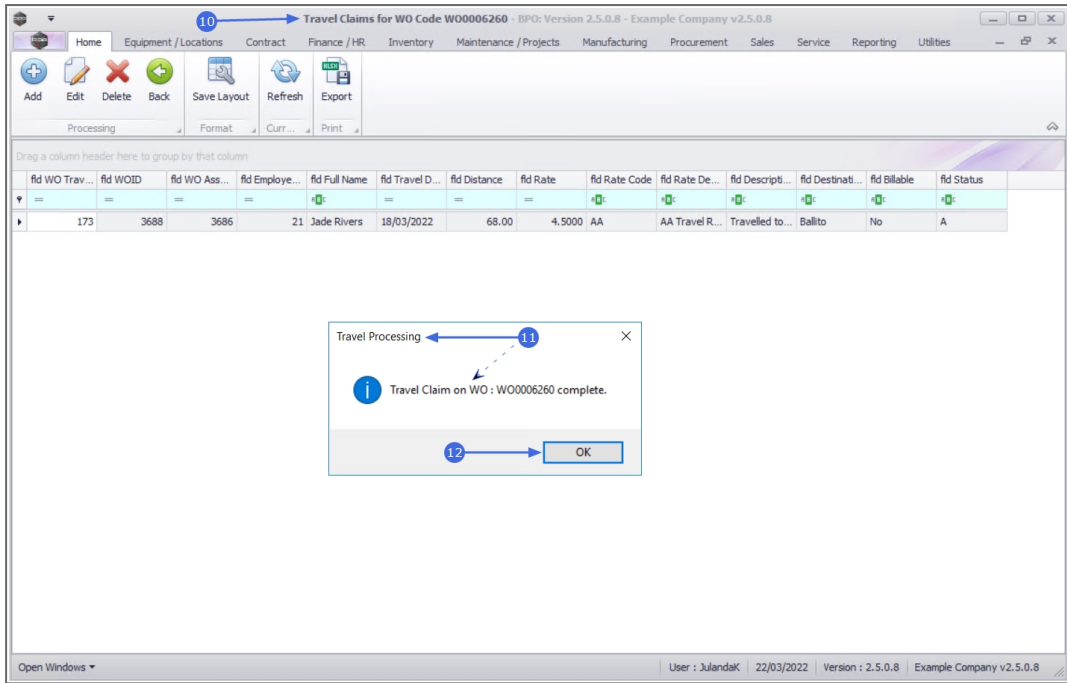 10
Travel Claims for WO Code WO0006260 - BPO: Version 2.5.0.8 - Example Company v2.5.0.8
Home Equipment / Locations Contract Finance / HR Inventory Maintenance / Projects Manufacturing Procurement Sales Service Reporting Utilities
XLSX
Add Edit Delete Back Save Layout Refresh Export
Processing Format Curr... Print
Drag a column header here to group by that column
fld WO Trav... fld WOID fld WO Ass... fld Employe... fld Full Name fld Travel D... fld Distance fld Rate fld Rate Code fld Rate De... fld Descripti... fld Destinati... fld Billable fld Status
= = = = = = =
173 3688 3686 21 Jade Rivers 18/03/2022 68.00 4.5000 AA AA Travel R... Travelled to... Ballito No A
Travel Processing 11
Travel Claim on WO : WO0006260 complete.
12 OK
Open Windows User : JulandaK 22/03/2022 Version : 2.5.0.8 Example Company v2.5.0.8